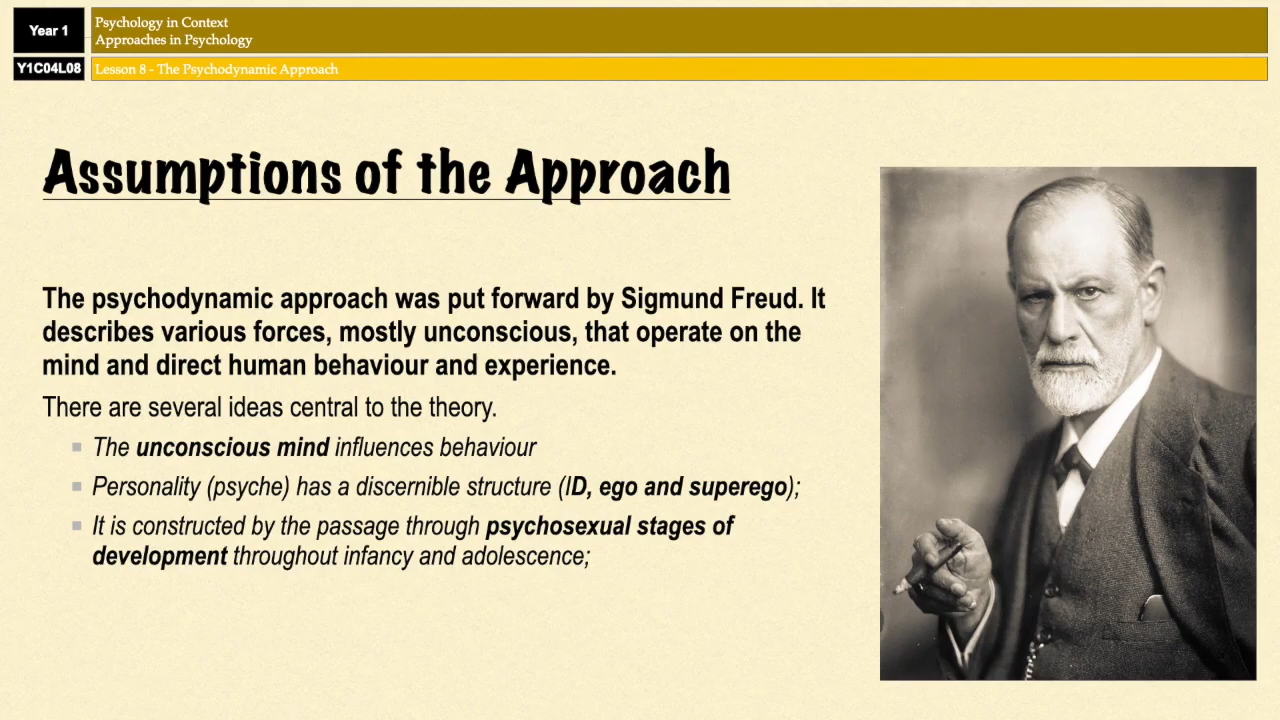 Year 1
Psychology in Context
Approaches in Psychology
Y1C04L08
Lesson 8 - The Psychodynamic Approach
Assumptions of the Approach
The psychodynamic approach was put forward by Sigmund Freud. It
describes various forces, mostly unconscious, that operate on the
mind and direct human behaviour and experience.
There are several ideas central to the theory.
The unconscious mind influences behaviour
Personality (psyche) has a discernible structure (ID, ego and superego);
It is constructed by the passage through psychosexual stages of
development throughout infancy and adolescence;